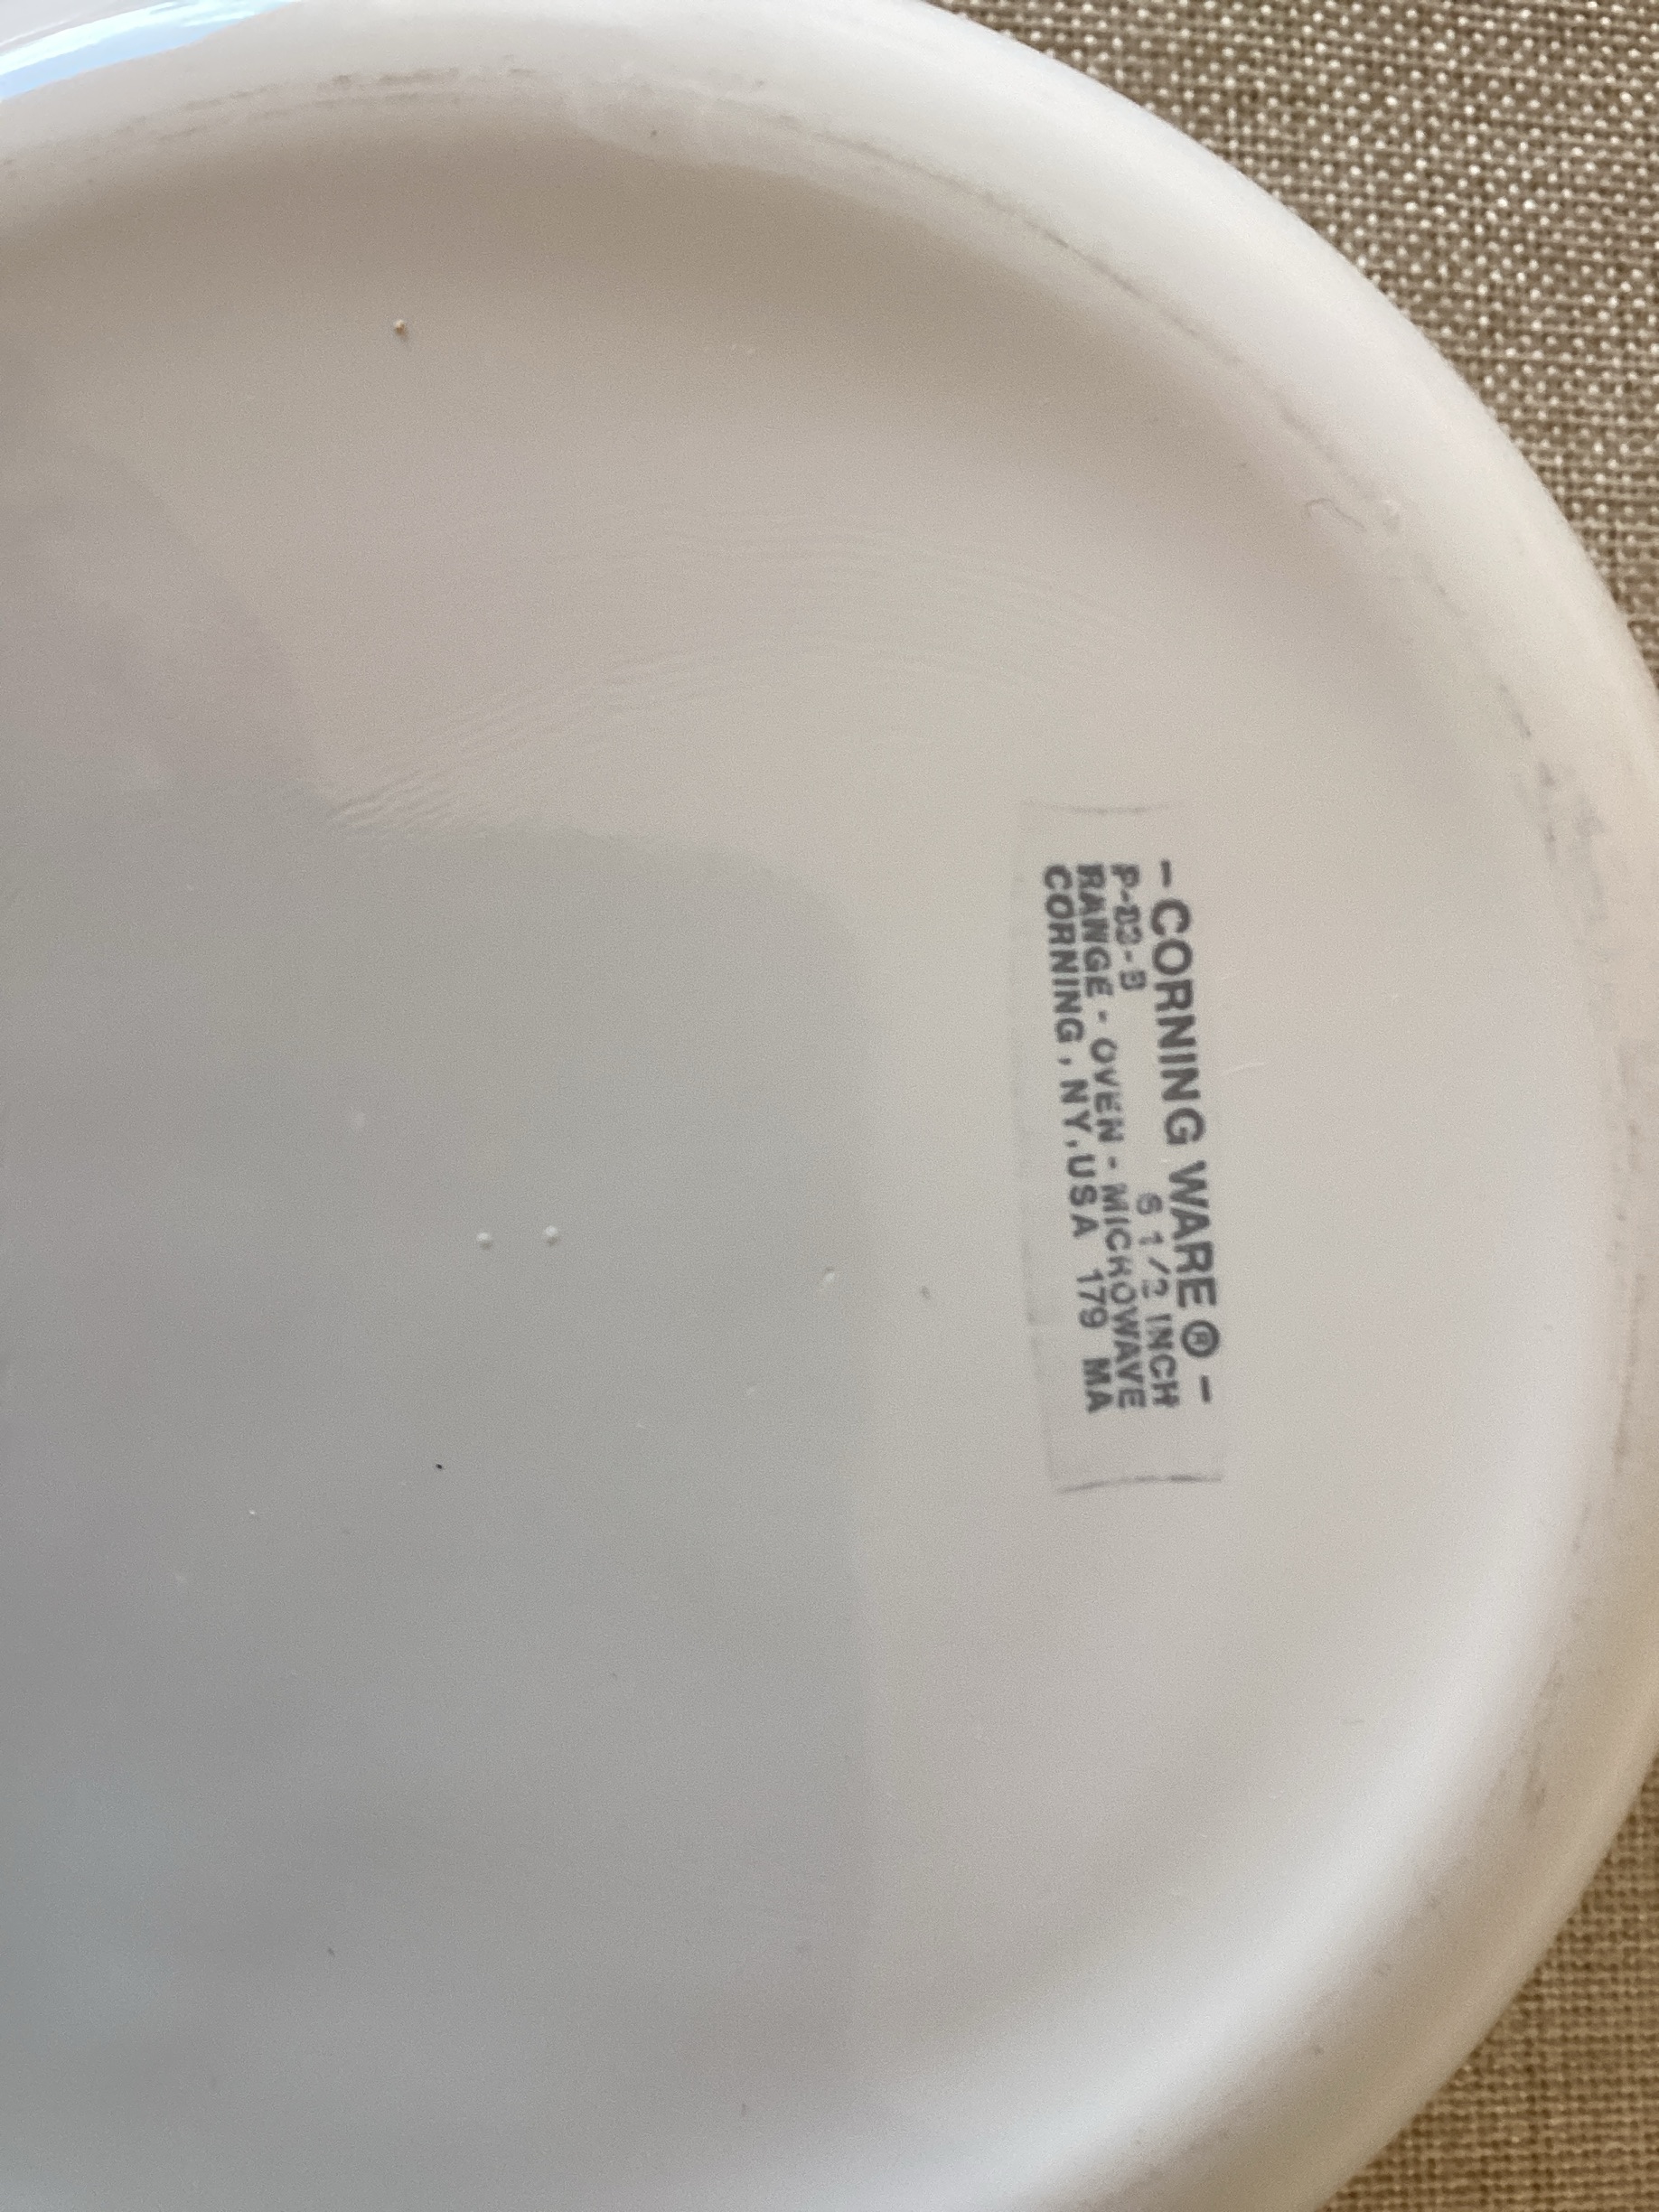 - CORNING WARE ® -
P-83-B 6 1/2 INCH
RANGE - OVEN - MICROWAVE
CORNING, NY, USA 179 MA